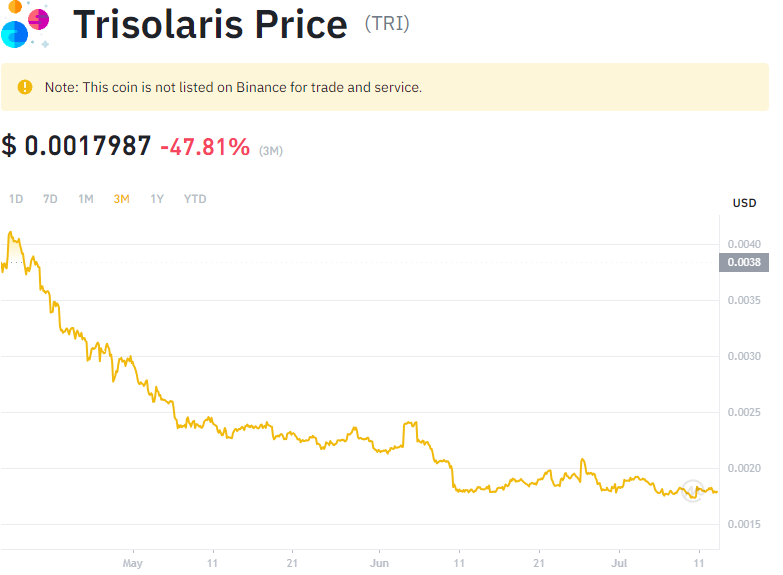 Trisolaris Price (TRI)
Note: This coin is not listed on Binance for trade and service.
$ 0.0017987 -47.81% (3M)
1D 7D 1M 3M 1Y YTD
USD
0.0040
0.0038
0.0035
0.0030
0.0025
0.0020
0.0015
May 11 21 Jun 11 21 Jul 11